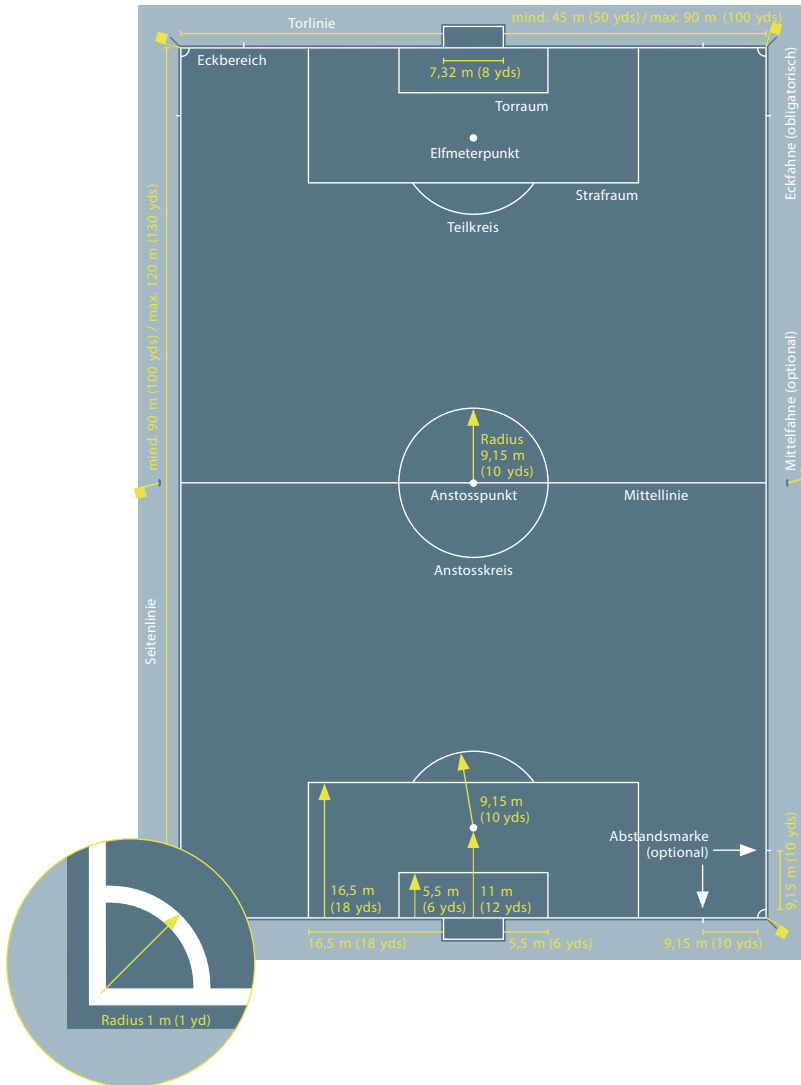 Torlinie
mind. 45 m (50 yds) / max. 90 m (100 yds)
Eckbereich
7,32 m (8 yds)
Torraum
Elfmeterpunkt
Strafraum
Teilkreis
Eckfahne (obligatorisch)
mind. 90 m (100 yds) / max. 120 m (130 yds)
Mittelfahne (optional)
Radius
9,15 m
(10 yds)
Anstosspunkt
Mittellinie
Anstosskreis
Seitenlinie
9,15 m
(10 yds)
Abstandsmarke
(optional)
9,15 m (10 yds)
16,5 m
(18 yds)
5,5 m
(6 yds)
11 m
(12 yds)
16,5 m (18 yds)
5,5 m (6 yds)
9,15 m (10 yds)
Radius 1 m (1 yd)